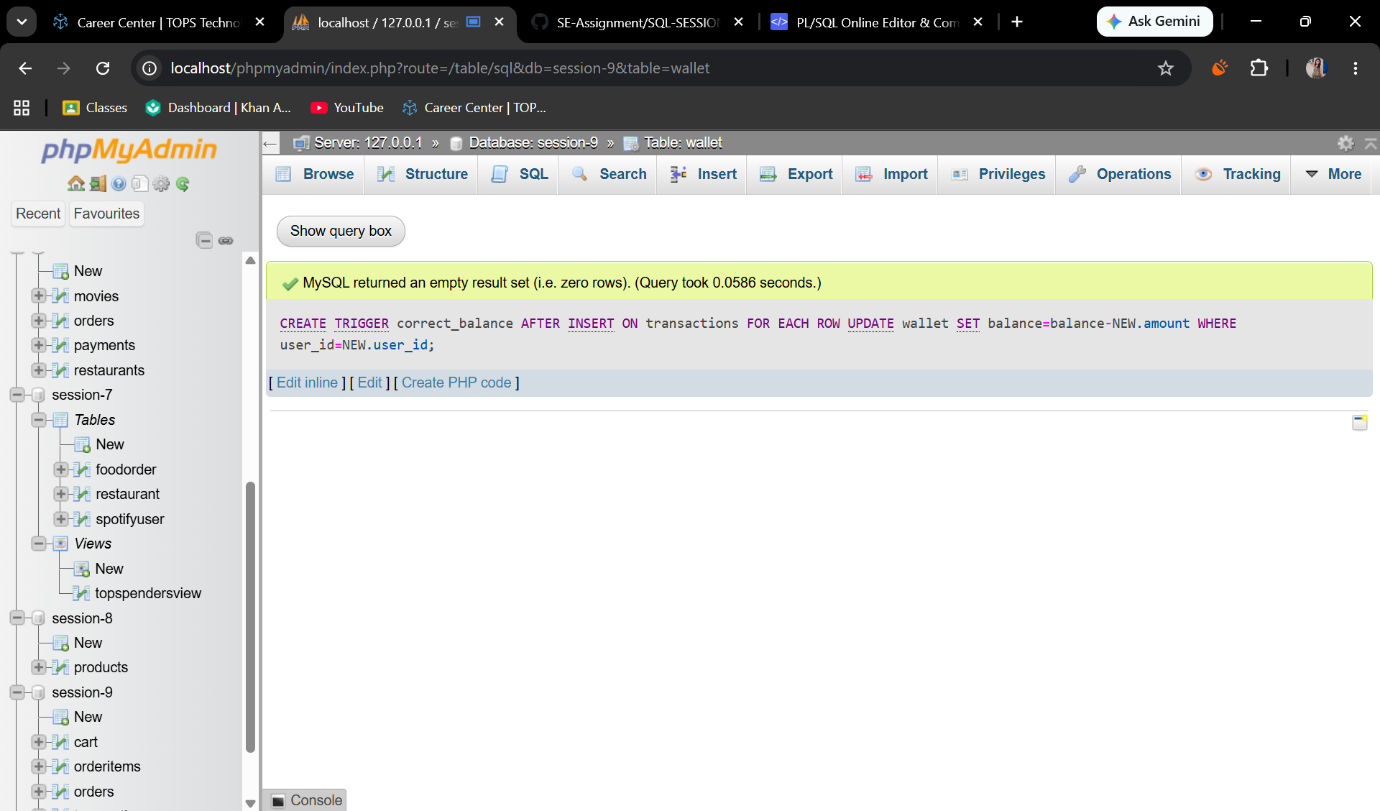 Career Center | TOPS Techno
localhost / 127.0.0.1 / se
SE-Assignment/SQL-SESSION
PL/SQL Online Editor & Com
Ask Gemini
localhost/phpmyadmin/index.php?route=/table/sql&db=session-9&table=wallet
Classes
Dashboard | Khan A...
YouTube
Career Center | TOP...
phpMyAdmin
Recent
Favourites
New
movies
orders
payments
restaurants
session-7
Tables
New
foodorder
restaurant
spotifyuser
Views
New
topspendersview
session-8
New
products
session-9
New
cart
orderitems
orders
Server: 127.0.0.1 » Database: session-9 » Table: wallet
Browse
Structure
SQL
Search
Insert
Export
Import
Privileges
Operations
Tracking
More
Show query box
MySQL returned an empty result set (i.e. zero rows). (Query took 0.0586 seconds.)
CREATE TRIGGER correct_balance AFTER INSERT ON transactions FOR EACH ROW UPDATE wallet SET balance=balance-NEW.amount WHERE
user_id=NEW.user_id;
[ Edit inline ] [ Edit ] [ Create PHP code ]
Console